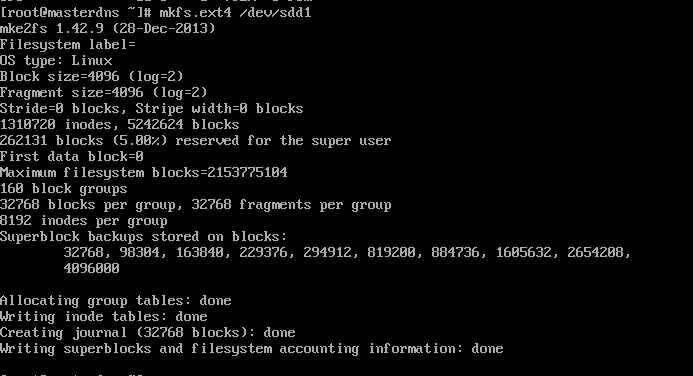 [root@masterdns ~]# mkfs.ext4 /dev/sdd1
mke2fs 1.42.9 (28-Dec-2013)
Filesystem label=
OS type: Linux
Block size=4096 (log=2)
Fragment size=4096 (log=2)
Stride=0 blocks, Stripe width=0 blocks
1310720 inodes, 5242624 blocks
262131 blocks (5.00%) reserved for the super user
First data block=0
Maximum filesystem blocks=2153775104
160 block groups
32768 blocks per group, 32768 fragments per group
8192 inodes per group
Superblock backups stored on blocks:
32768, 98304, 163840, 229376, 294912, 819200, 884736, 1605632, 2654208,
4096000
Allocating group tables: done
Writing inode tables: done
Creating journal (32768 blocks): done
Writing superblocks and filesystem accounting information: done